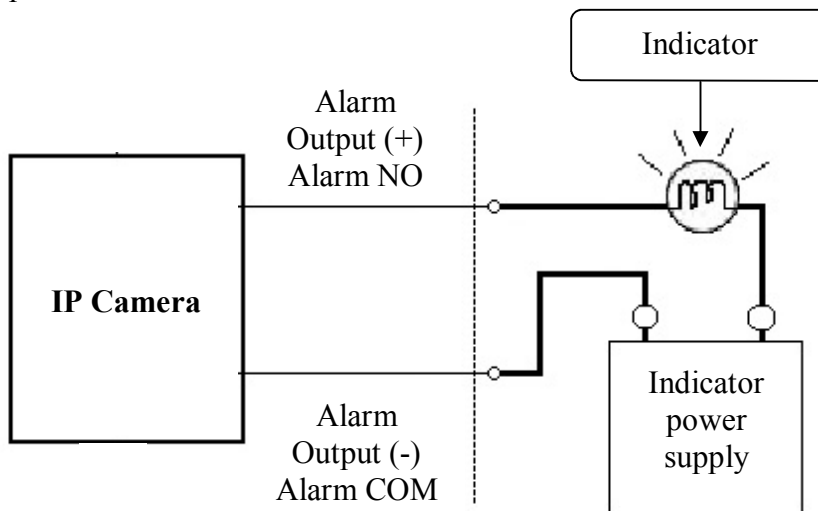 Indicator
Alarm
Output (+)
Alarm NO
IP Camera
Alarm
Output (-)
Alarm COM
Indicator
power
supply